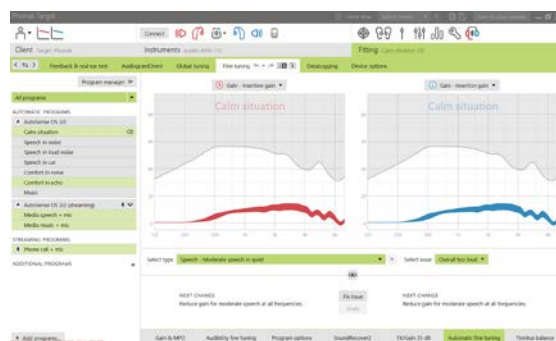 Phonak Target
Connect
Client Target, Phonak
Instruments
Fitting
Feedback & real ear test
AudiogramDirect
Global tuning
Fine tuning
Datalogging
Device options
Program manager
Gain - Insertion gain
Gain - Insertion gain
All programs
Calm situation
Calm situation
AUTOMATIC PROGRAMS
AutoSense OS 3.0
Calm situation
Speech in noise
Speech in loud noise
Speech in car
Comfort in noise
Comfort in echo
Music
AutoSense OS 3.0 (streaming)
Media speech + mic
Media music + mic
STREAMING PROGRAMS
Phone call + mic
ADDITIONAL PROGRAMS
Select type Speech - Moderate speech in quiet
Select issue Overall too loud
NEXT CHANGE
Reduce gain for moderate speech at all frequencies.
Fix issue
Undo
NEXT CHANGE
Reduce gain for moderate speech at all frequencies.
+ Add program...
Gain & MPO
Audibility fine tuning
Program options
SoundRecover2
TK/Gain 35 dB
Automatic fine tuning
Tinnitus balance